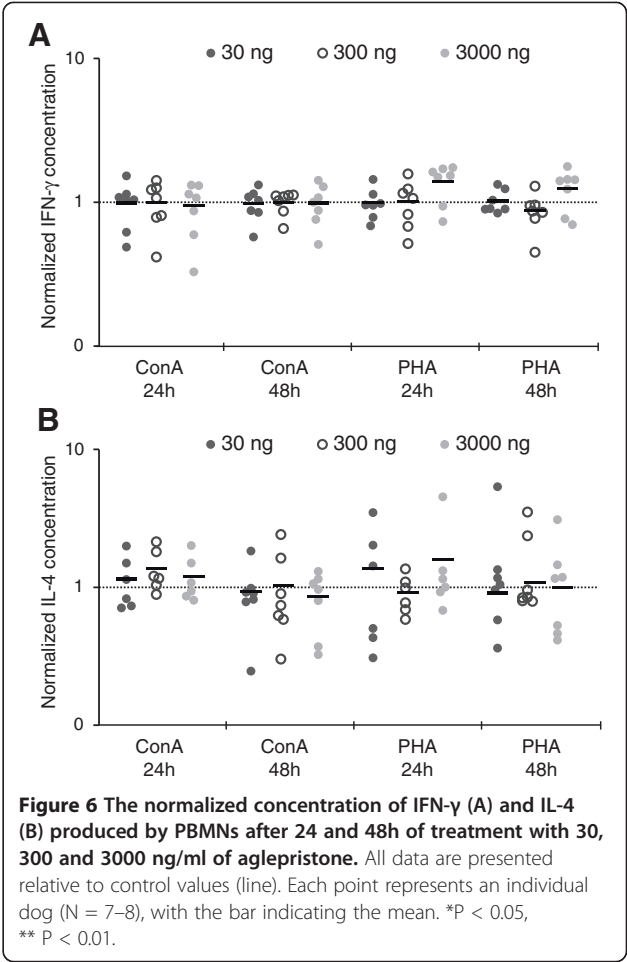 A
10
30 ng 300 ng 3000 ng
Normalized IFN-γ concentration
1
0
ConA ConA PHA PHA
24h 48h 24h 48h
B
10
30 ng 300 ng 3000 ng
Normalized IL-4 concentration
1
0
ConA ConA PHA PHA
24h 48h 24h 48h
Figure 6 The normalized concentration of IFN-γ (A) and IL-4
(B) produced by PBMNs after 24 and 48h of treatment with 30,
300 and 3000 ng/ml of aglepristone. All data are presented
relative to control values (line). Each point represents an individual
dog (N = 7–8), with the bar indicating the mean. *P < 0.05,
** P < 0.01.